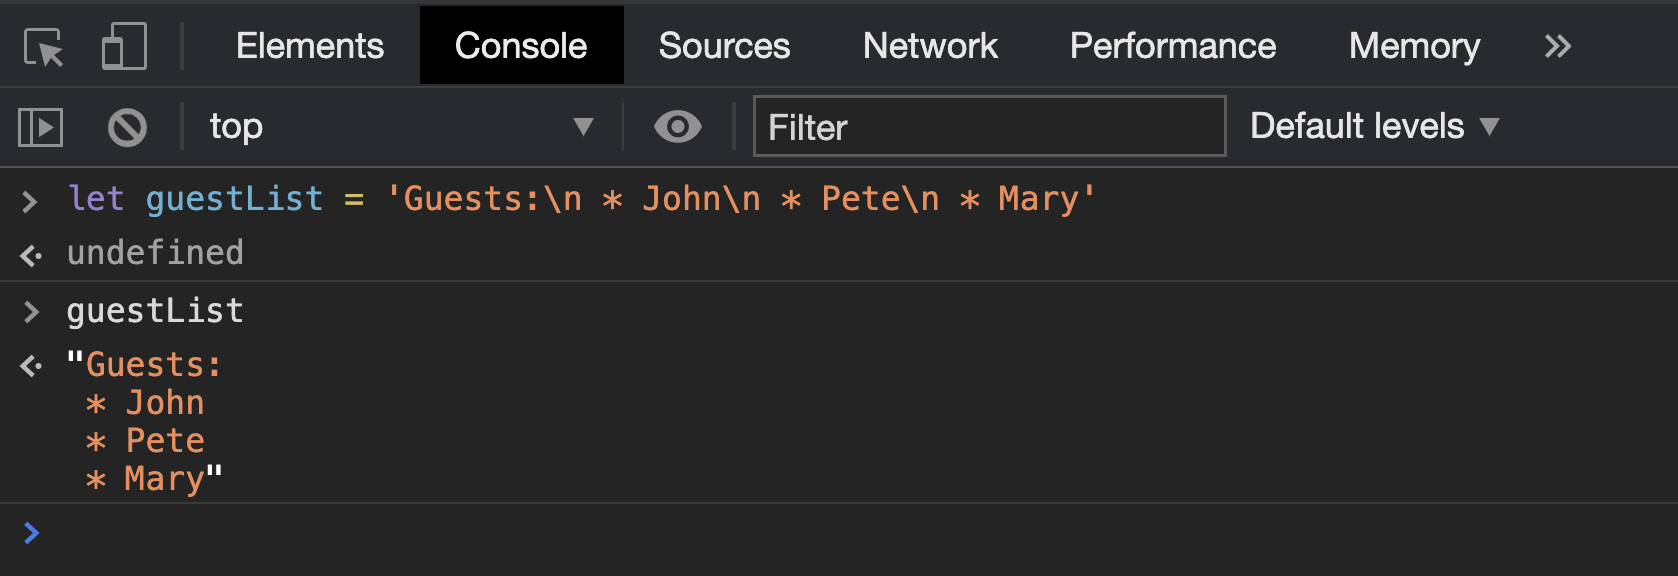 Elements Console Sources Network Performance Memory »
top ▼ Filter Default levels ▼
> let guestList = 'Guests:\n * John\n * Pete\n * Mary'
undefined
> guestList
"Guests:
 * John
 * Pete
 * Mary"
>